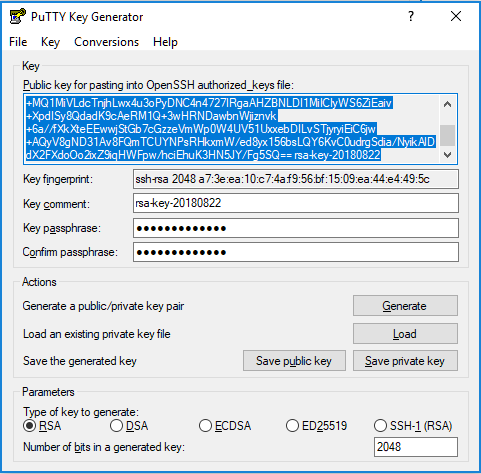 PuTTY Key Generator
File Key Conversions Help
Key
Public key for pasting into OpenSSH authorized_keys file:
+XpdISy8QdadK9cAeRM1Q+3wHRNDawbnWjiznvk
+6a//fXkXteEEwwjStGb7cGzzeVmWp0W4UV51UxxebDILvSTjyryiEiC6jw
+AQyV8gND31Av8FQmTCUYNPsRHkxmW/ed8yx156bsLQY6KvC0udrgSdia/NyikAID
dX2FXdoOo2ixZ9iqHWFpw/hciEhuK3HN5JY/Fg5SQ== rsa-key-20180822
Key fingerprint: ssh-rsa 2048 a7:3e:ea:10:c7:4a:f9:56:bf:15:09:ea:44:e4:49:5c
Key comment: rsa-key-20180822
Key passphrase: •••••••••••••
Confirm passphrase: •••••••••••••
Actions
Generate a public/private key pair Generate
Load an existing private key file Load
Save the generated key Save public key Save private key
Parameters
Type of key to generate:
RSA DSA ECDSA ED25519 SSH-1 (RSA)
Number of bits in a generated key: 2048